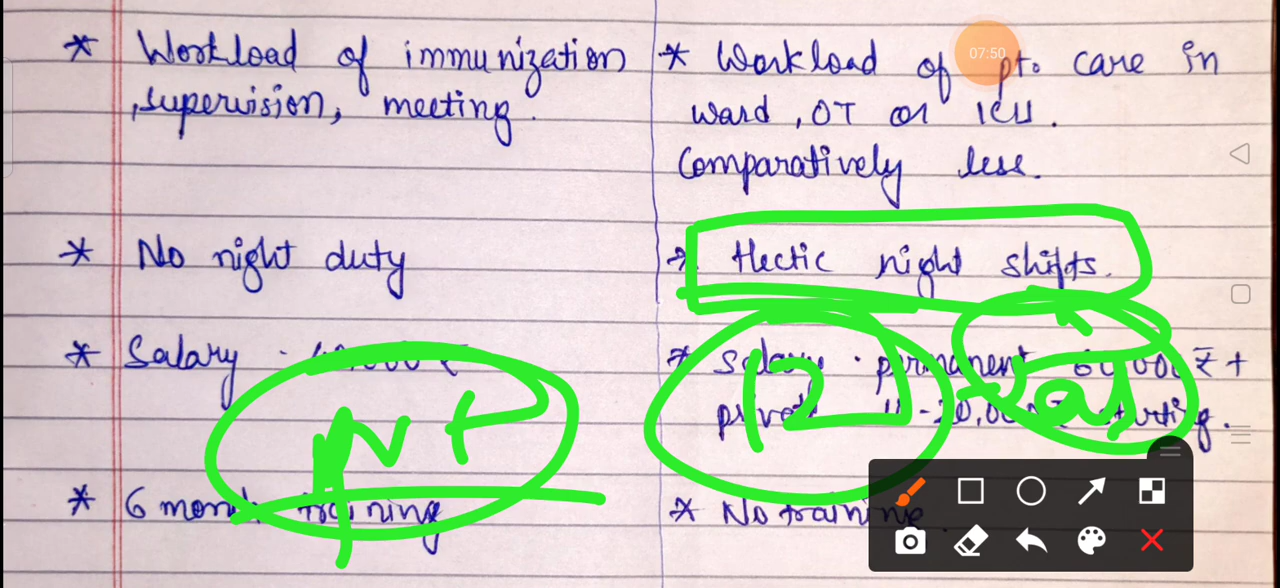 * Workload of immunization * Workload of pt. care in
, supervision, meeting. ward, OT or ICU.
Comparatively less.
07:50
* No night duty * Hectic night shifts.
* Salary * Salary . permanent ₹ +
private starting.
12
* 6 month training * No training